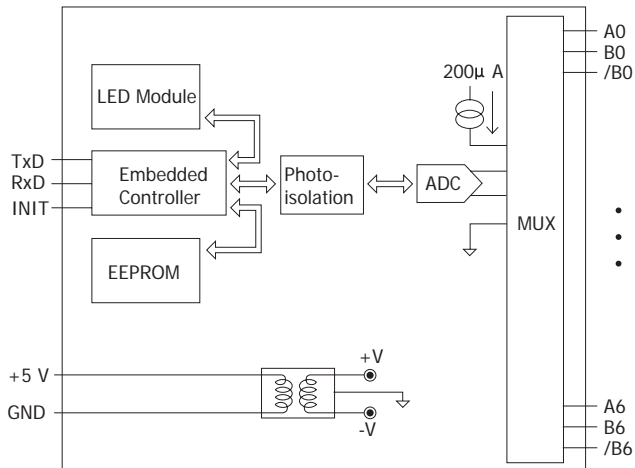 A0
B0
/B0
200μ A
LED Module
TxD
RxD
INIT
Embedded
Controller
Photo-
isolation
ADC
MUX
EEPROM
+5 V
GND
+V
-V
A6
B6
/B6